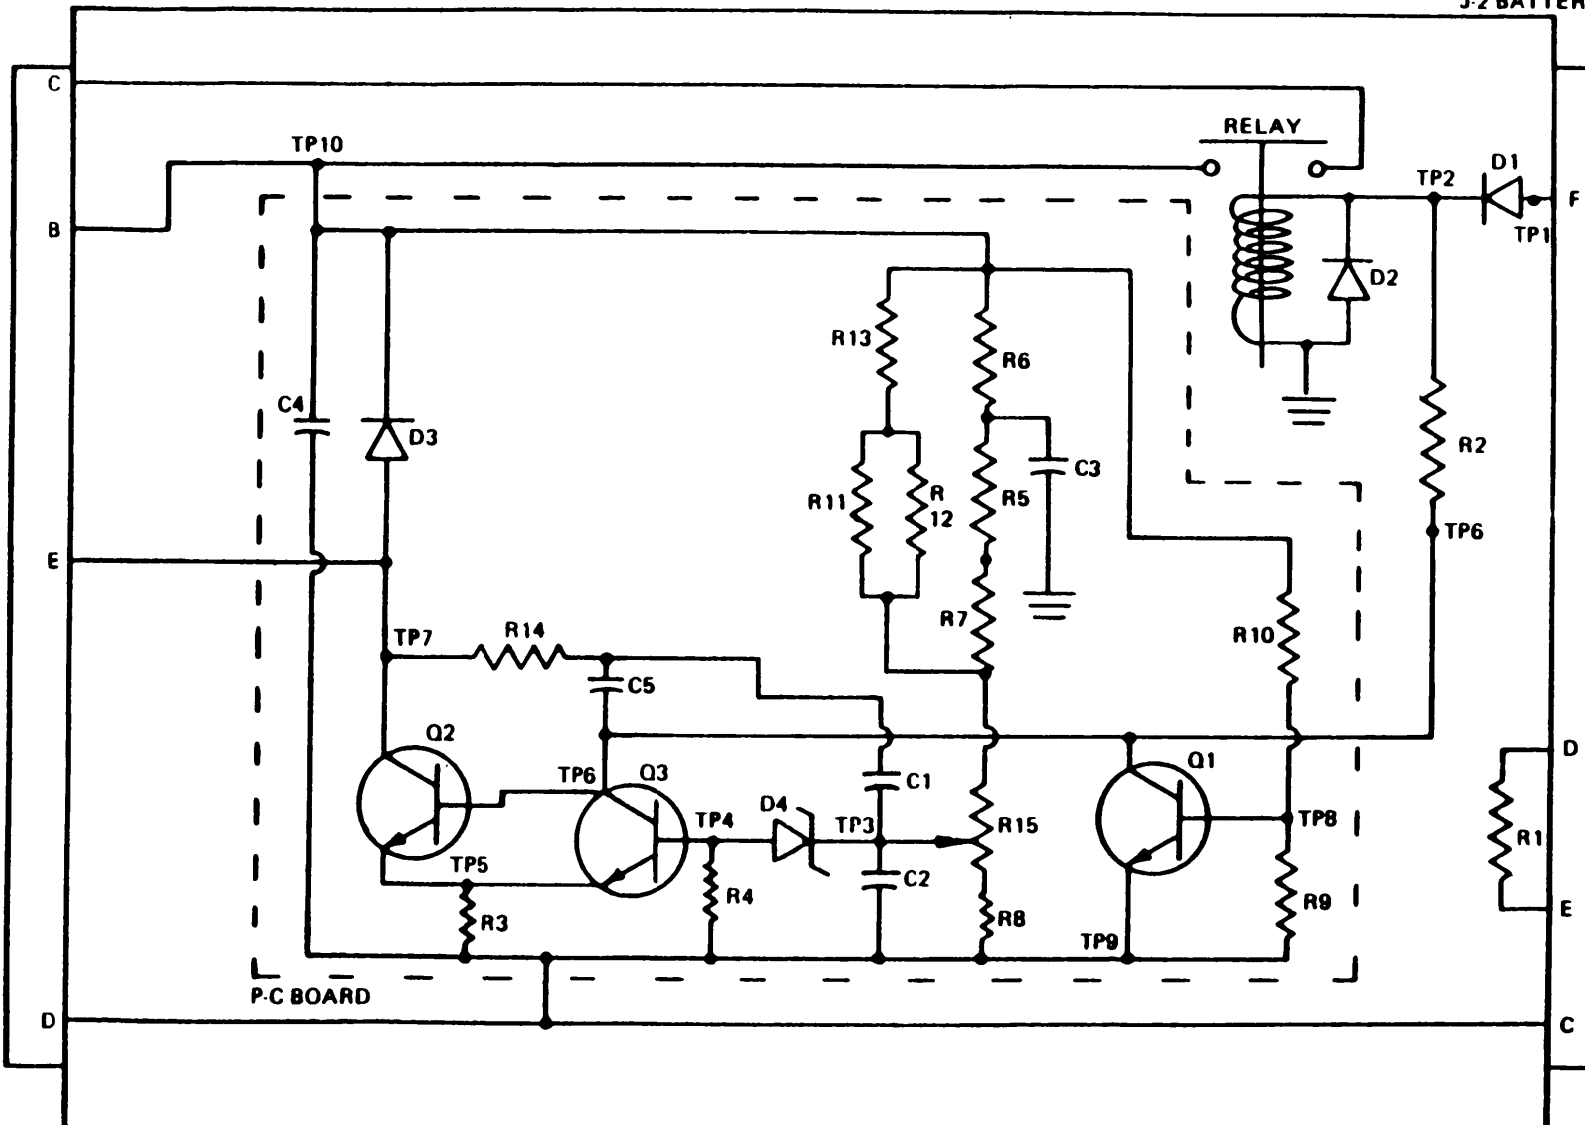 J-2 BATTER
C
RELAY
TP10
D1
TP2
F
TP1
B
D2
R13
R6
C4
D3
R2
C3
R11
R
12
R5
TP6
E
R7
R10
TP7
R14
C5
Q2
D
Q1
TP6
Q3
C1
D4
TP4
TP3
R15
TP8
R1
TP5
C2
R4
R3
R8
R9
E
TP9
P-C BOARD
D
C